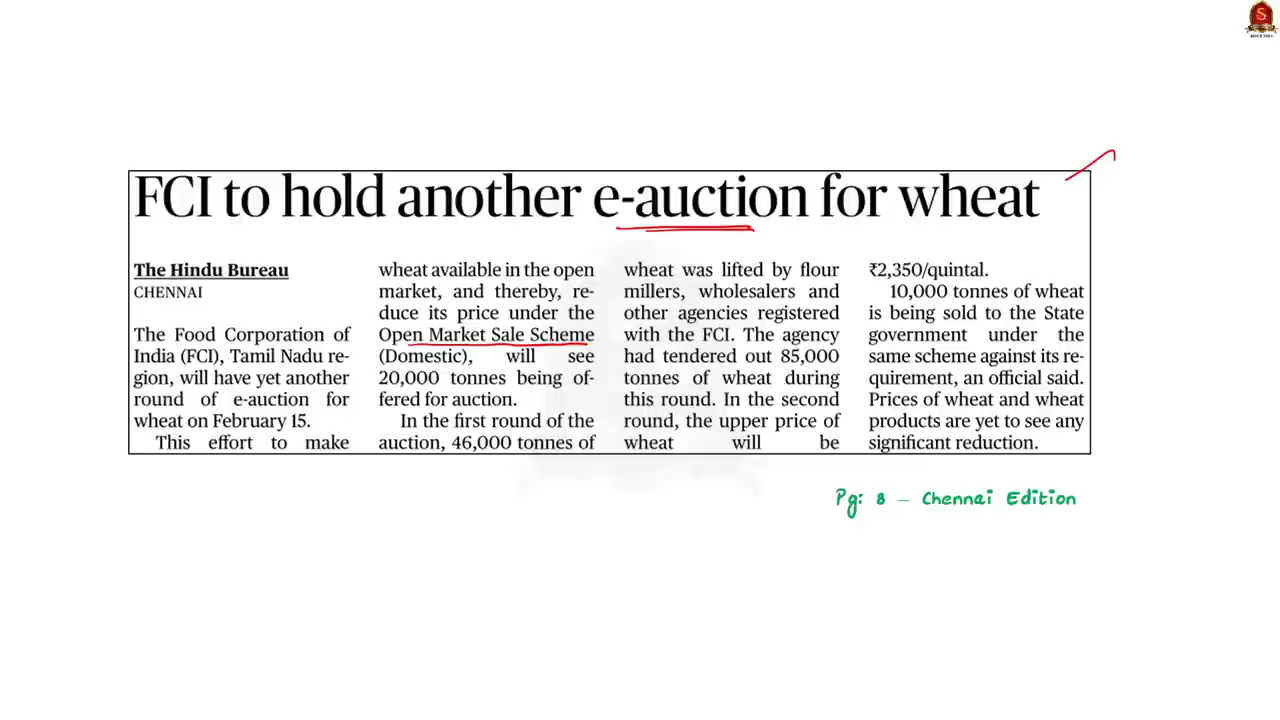 FCI to hold another e-auction for wheat
The Hindu Bureau
CHENNAI
The Food Corporation of
India (FCI), Tamil Nadu re-
gion, will have yet another
round of e-auction for
wheat on February 15.
This effort to make
wheat available in the open
market, and thereby, re-
duce its price under the
Open Market Sale Scheme
(Domestic), will see
20,000 tonnes being of-
fered for auction.
In the first round of the
auction, 46,000 tonnes of
wheat was lifted by flour
millers, wholesalers and
other agencies registered
with the FCI. The agency
had tendered out 85,000
tonnes of wheat during
this round. In the second
round, the upper price of
wheat will be
₹2,350/quintal.
10,000 tonnes of wheat
is being sold to the State
government under the
same scheme against its re-
quirement, an official said.
Prices of wheat and wheat
products are yet to see any
significant reduction.
Pg: 8 – Chennai Edition